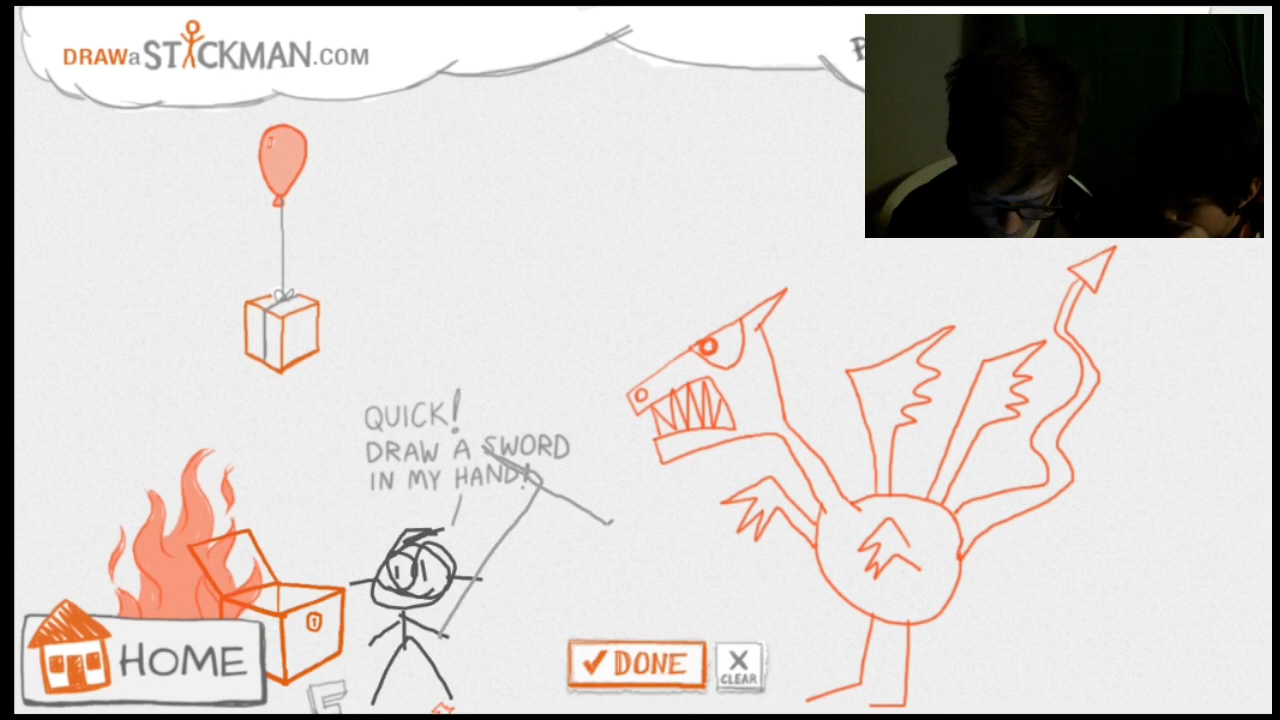 DRAWaSTICKMAN.COM
QUICK!
DRAW A SWORD
IN MY HAND!
HOME
DONE
X
CLEAR